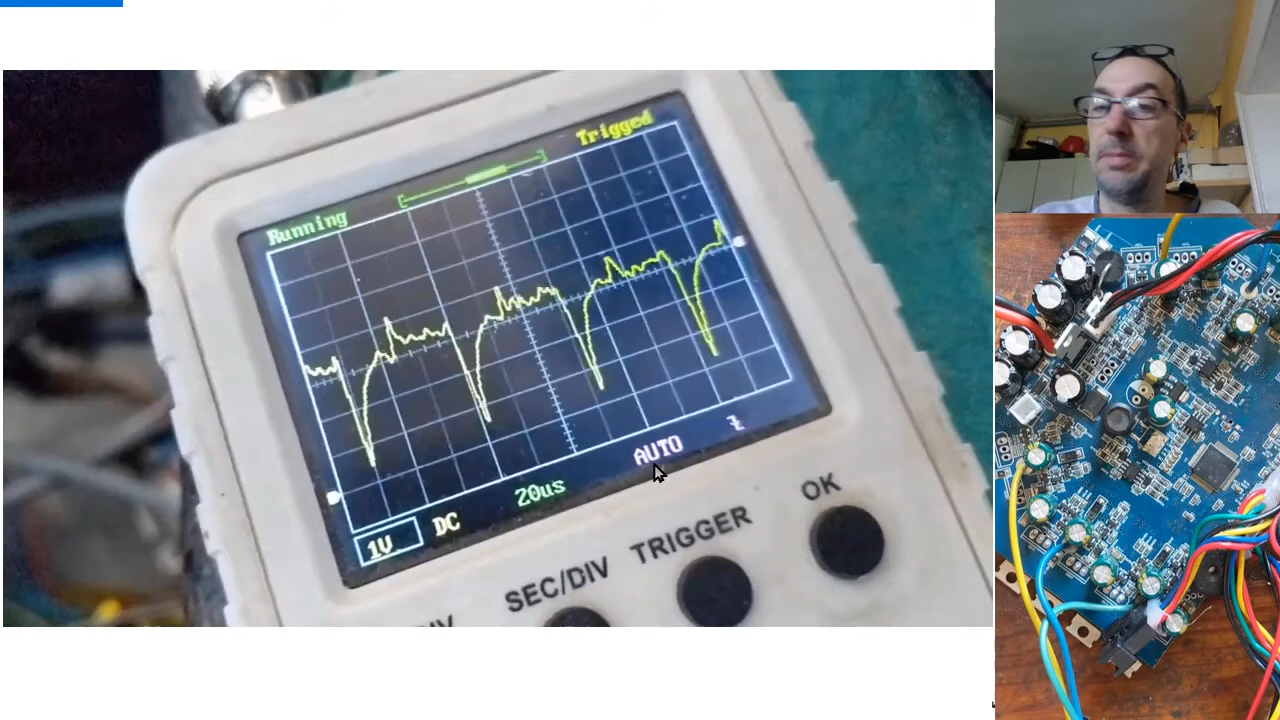 Trigged
Running
AUTO
20us
DC
1V
OK
TRIGGER
SEC/DIV